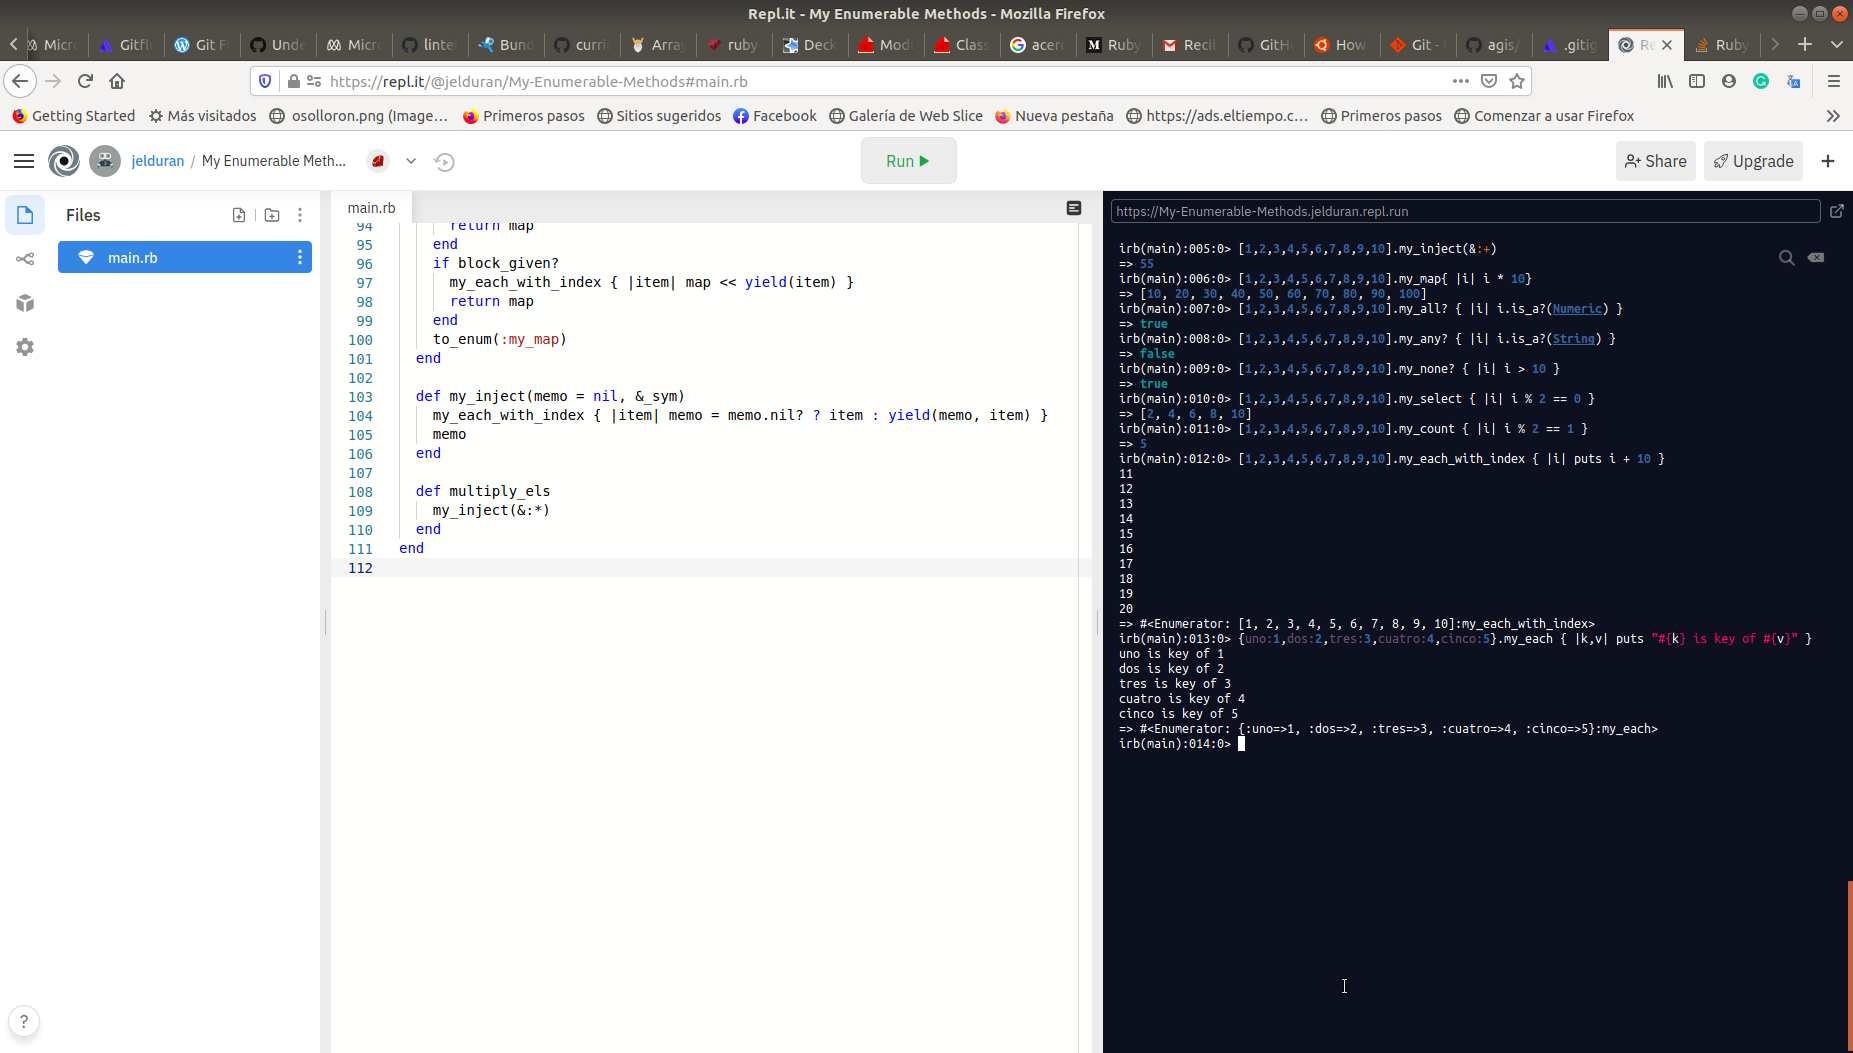 Repl.it - My Enumerable Methods - Mozilla Firefox
Micr Gitfl Git F Unde Micr linte Bund curri Array ruby- Deck Modu Class acerc Ruby Recib GitH How Git - agis/ .gitig Re Ruby
https://repl.it/@jelduran/My-Enumerable-Methods#main.rb
Getting Started Más visitados osolloron.png (Image... Primeros pasos Sitios sugeridos Facebook Galería de Web Slice Nueva pestaña https://ads.eltiempo.c... Primeros pasos Comenzar a usar Firefox
jelduran / My Enumerable Meth... Run Share Upgrade
Files
main.rb
main.rb
94 return map
95 end
96 if block_given?
97 my_each_with_index { |item| map << yield(item) }
98 return map
99 end
100 to_enum(:my_map)
101 end
102
103 def my_inject(memo = nil, &_sym)
104 my_each_with_index { |item| memo = memo.nil? ? item : yield(memo, item) }
105 memo
106 end
107
108 def multiply_els
109 my_inject(&:*)
110 end
111 end
112
https://My-Enumerable-Methods.jelduran.repl.run
irb(main):005:0> [1,2,3,4,5,6,7,8,9,10].my_inject(&:+)
=> 55
irb(main):006:0> [1,2,3,4,5,6,7,8,9,10].my_map{ |i| i * 10}
=> [10, 20, 30, 40, 50, 60, 70, 80, 90, 100]
irb(main):007:0> [1,2,3,4,5,6,7,8,9,10].my_all? { |i| i.is_a?(Numeric) }
=> true
irb(main):008:0> [1,2,3,4,5,6,7,8,9,10].my_any? { |i| i.is_a?(String) }
=> false
irb(main):009:0> [1,2,3,4,5,6,7,8,9,10].my_none? { |i| i > 10 }
=> true
irb(main):010:0> [1,2,3,4,5,6,7,8,9,10].my_select { |i| i % 2 == 0 }
=> [2, 4, 6, 8, 10]
irb(main):011:0> [1,2,3,4,5,6,7,8,9,10].my_count { |i| i % 2 == 1 }
=> 5
irb(main):012:0> [1,2,3,4,5,6,7,8,9,10].my_each_with_index { |i| puts i + 10 }
11
12
13
14
15
16
17
18
19
20
=> #<Enumerator: [1, 2, 3, 4, 5, 6, 7, 8, 9, 10]:my_each_with_index>
irb(main):013:0> {uno:1,dos:2,tres:3,cuatro:4,cinco:5}.my_each { |k,v| puts "#{k} is key of #{v}" }
uno is key of 1
dos is key of 2
tres is key of 3
cuatro is key of 4
cinco is key of 5
=> #<Enumerator: {:uno=>1, :dos=>2, :tres=>3, :cuatro=>4, :cinco=>5}:my_each>
irb(main):014:0>
?